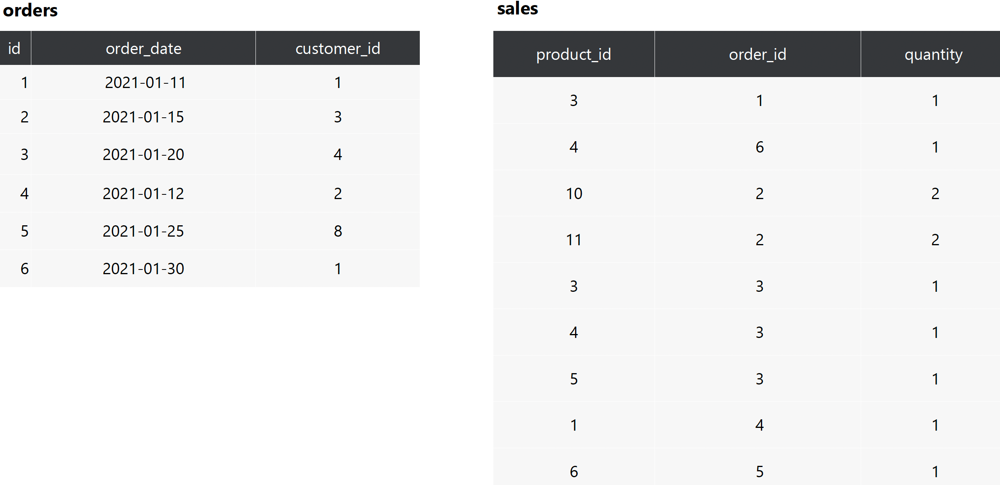 orders
id order_date customer_id
1 2021-01-11 1
2 2021-01-15 3
3 2021-01-20 4
4 2021-01-12 2
5 2021-01-25 8
6 2021-01-30 1
sales
product_id order_id quantity
3 1 1
4 6 1
10 2 2
11 2 2
3 3 1
4 3 1
5 3 1
1 4 1
6 5 1